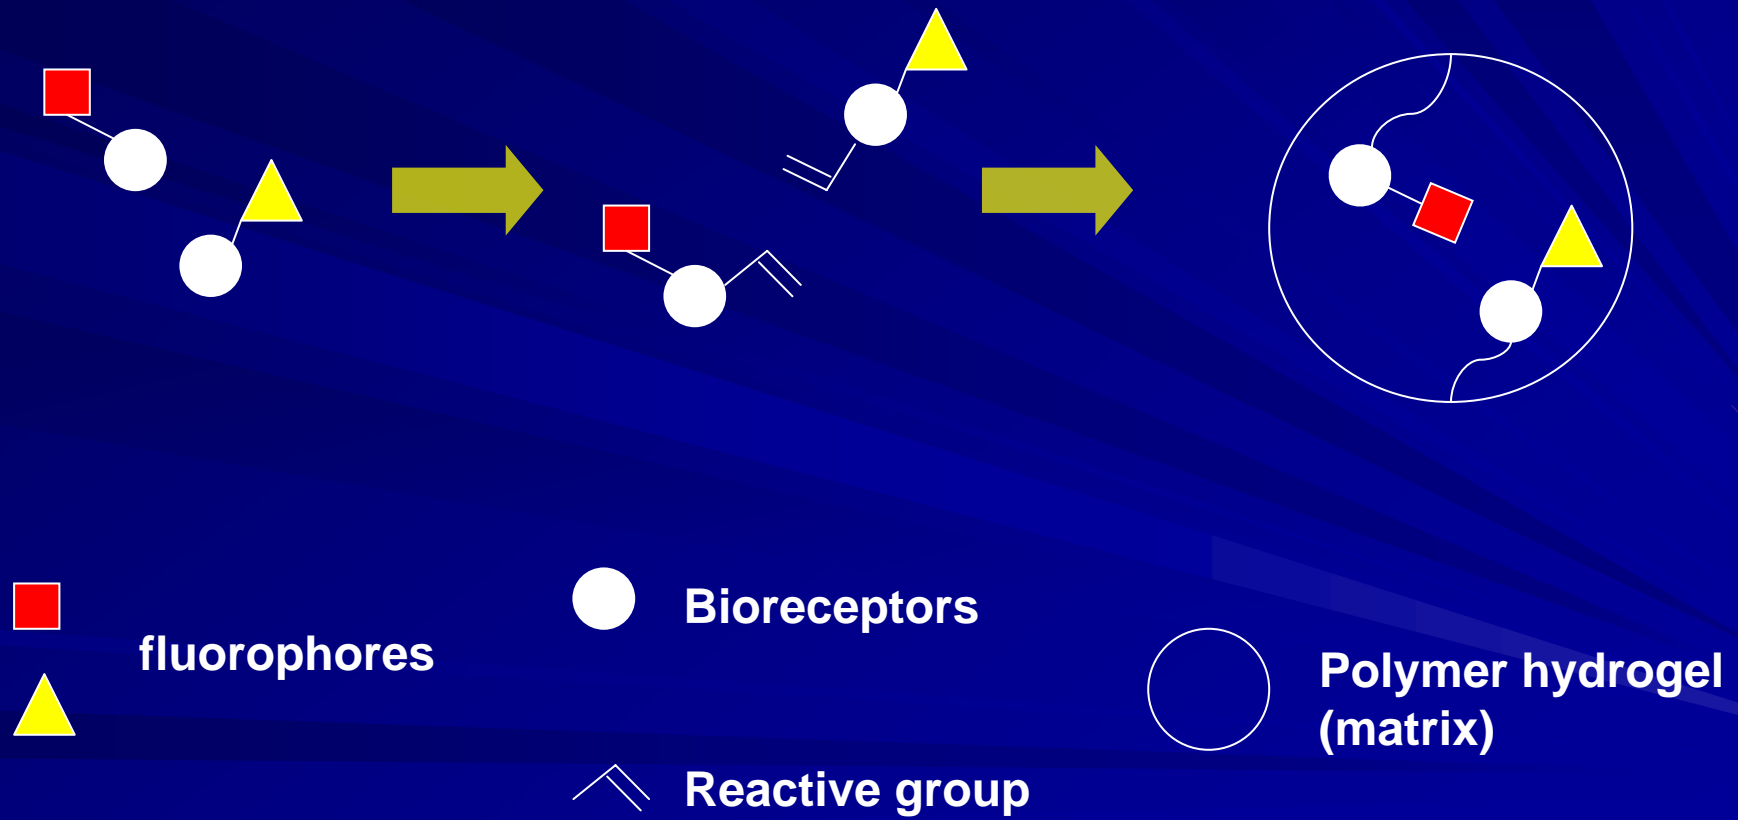 fluorophores
Bioreceptors
Reactive group
Polymer hydrogel
(matrix)